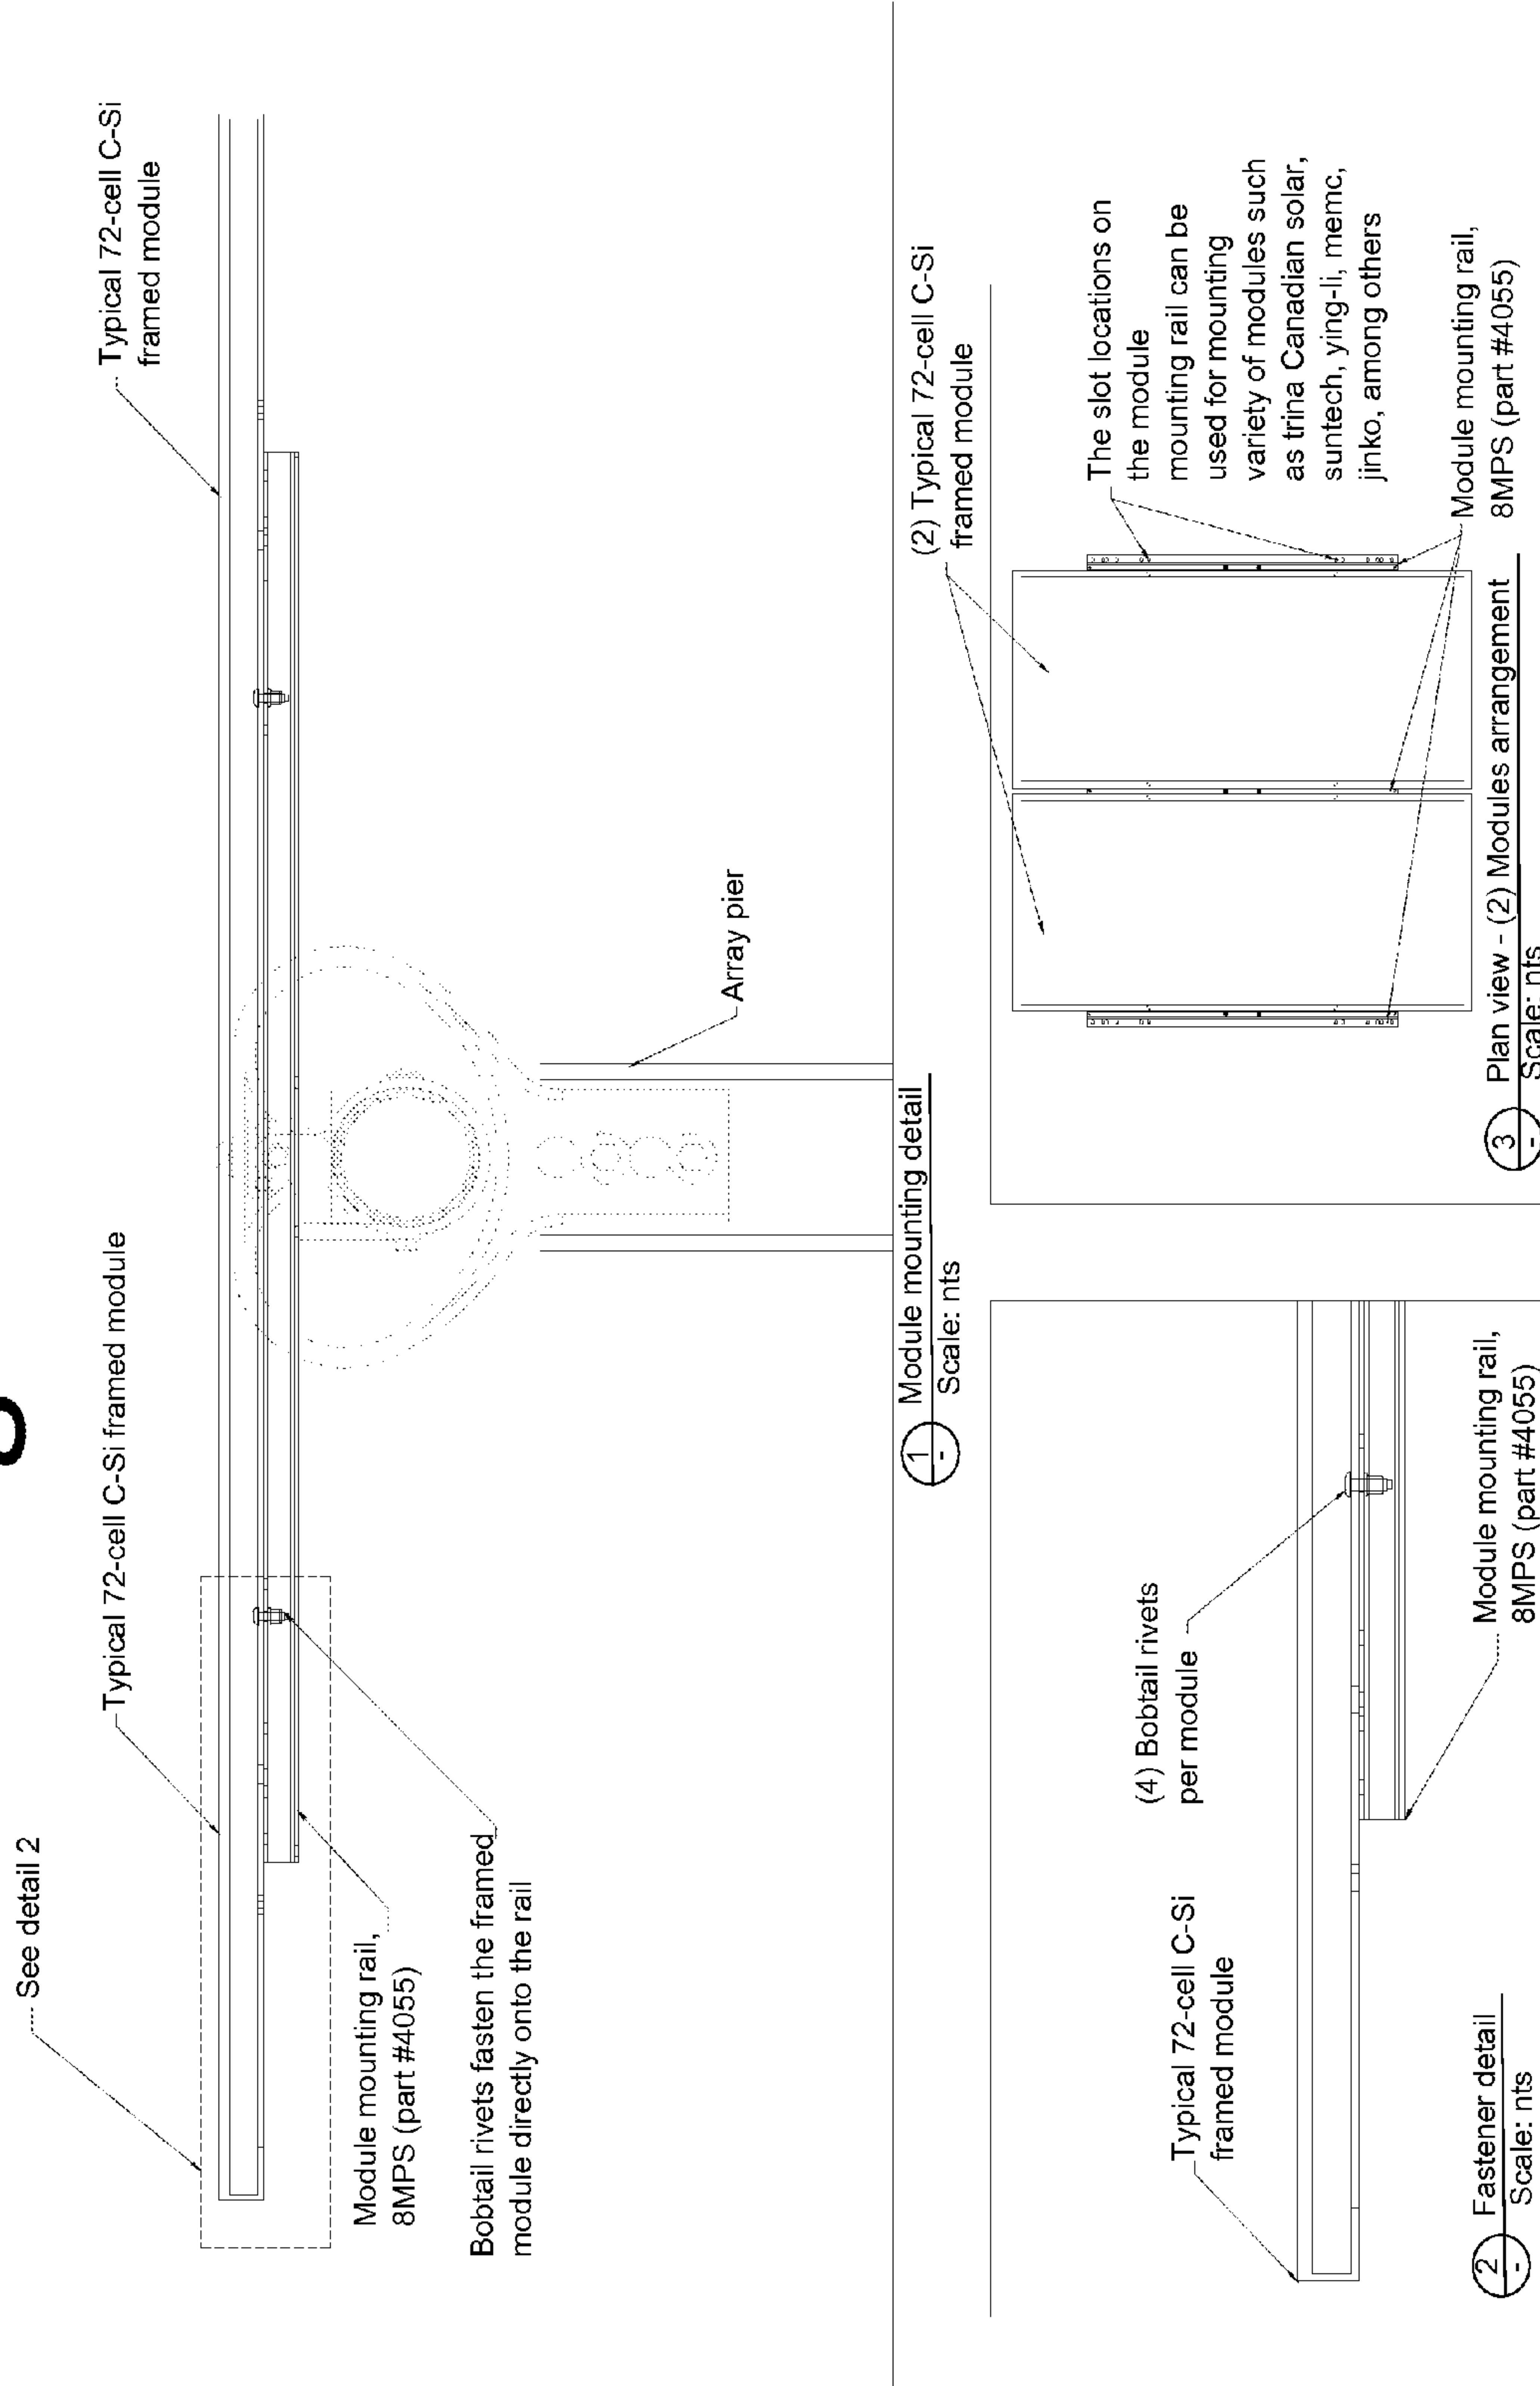 See detail 2
Typical 72-cell C-Si framed module
Typical 72-cell C-Si
framed module
Module mounting rail,
8MPS (part #4055)
Bobtail rivets fasten the framed
module directly onto the rail
Array pier
1
-
Module mounting detail
Scale: nts
Typical 72-cell C-Si
framed module
(4) Bobtail rivets
per module
Module mounting rail,
8MPS (part #4055)
2
-
Fastener detail
Scale: nts
(2) Typical 72-cell C-Si
framed module
The slot locations on
the module
mounting rail can be
used for mounting
variety of modules such
as trina Canadian solar,
suntech, ying-li, memc,
jinko, among others
Module mounting rail,
8MPS (part #4055)
3
-
Plan view - (2) Modules arrangement
Scale: nts